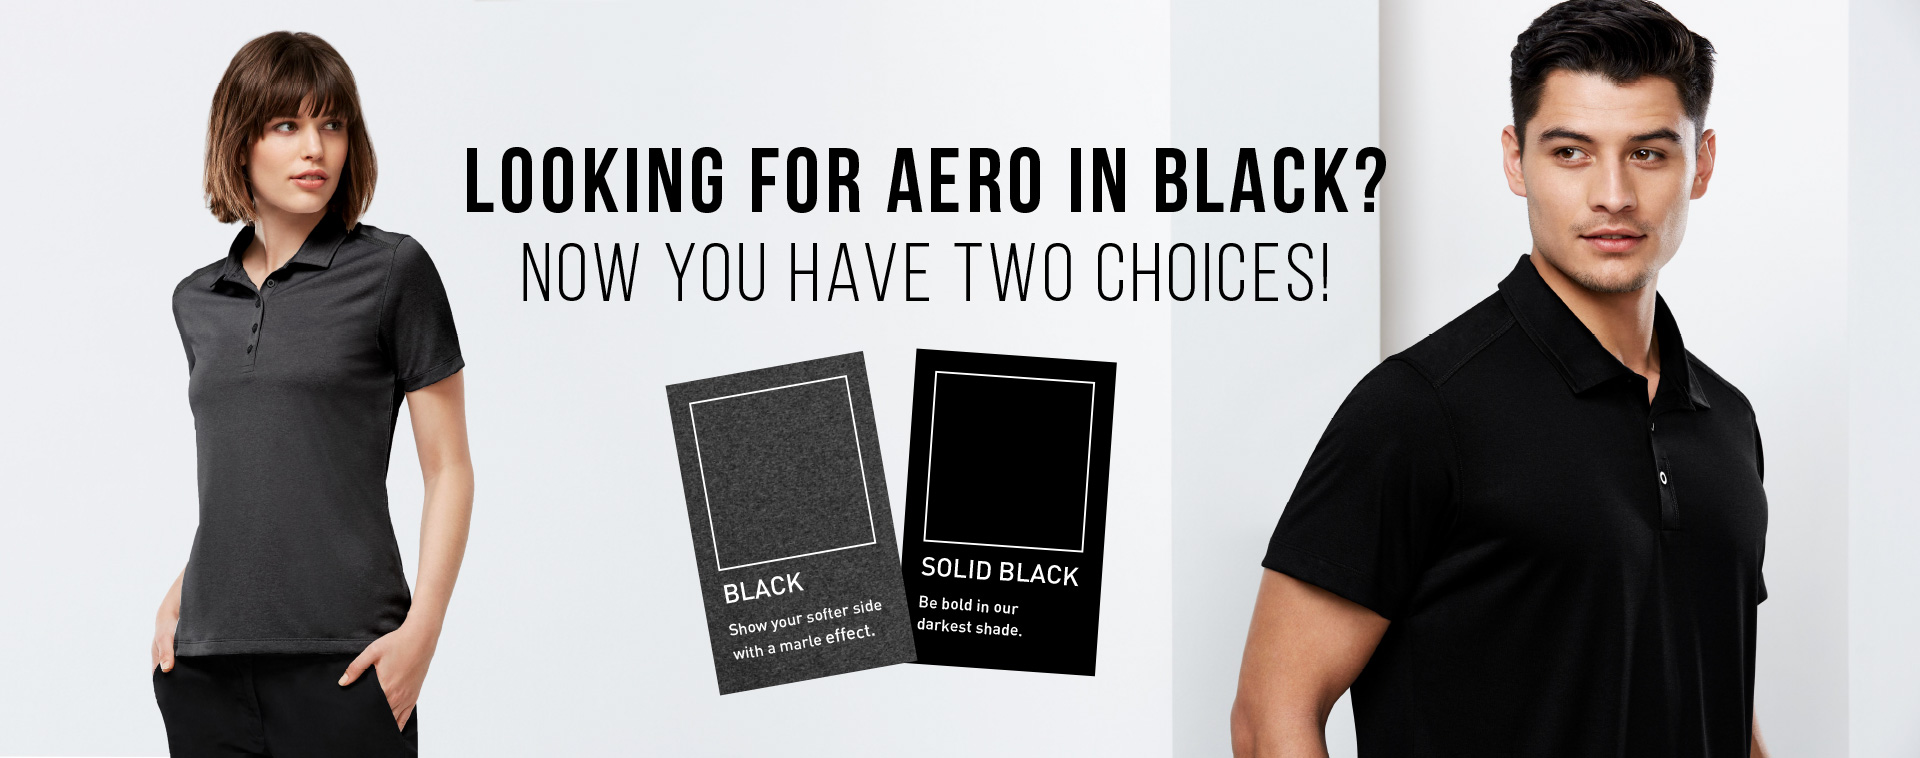 LOOKING FOR AERO IN BLACK?
NOW YOU HAVE TWO CHOICES!
BLACK
Show your softer side
with a marle effect.
SOLID BLACK
Be bold in our
darkest shade.